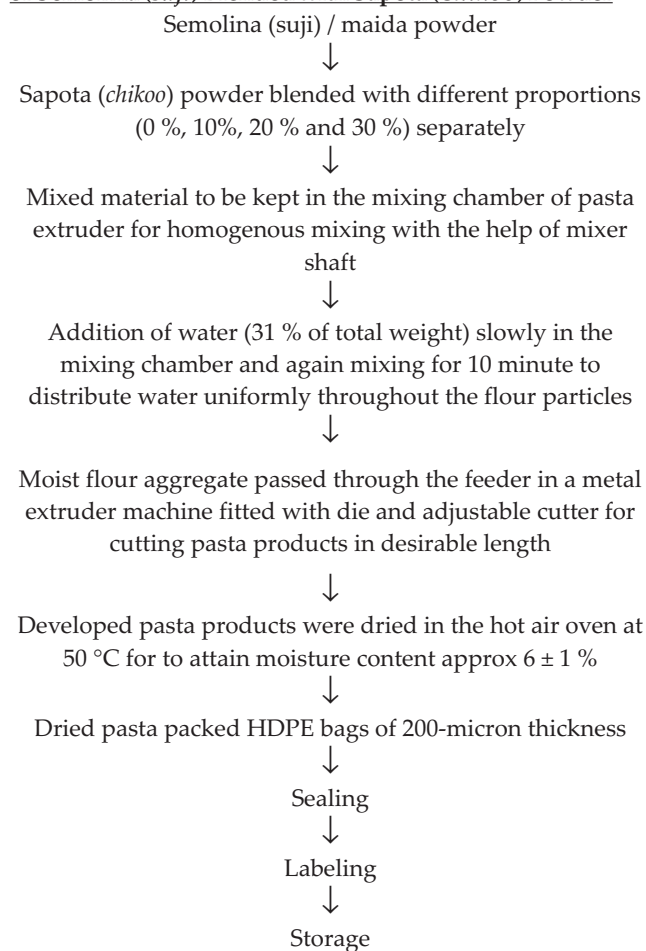 Semolina (suji) / maida powder
↓
Sapota (chikoo) powder blended with different proportions
(0 %, 10%, 20 % and 30 %) separately
↓
Mixed material to be kept in the mixing chamber of pasta
extruder for homogenous mixing with the help of mixer
shaft
↓
Addition of water (31 % of total weight) slowly in the
mixing chamber and again mixing for 10 minute to
distribute water uniformly throughout the flour particles
↓
Moist flour aggregate passed through the feeder in a metal
extruder machine fitted with die and adjustable cutter for
cutting pasta products in desirable length
↓
Developed pasta products were dried in the hot air oven at
50 °C for to attain moisture content approx 6 ± 1 %
↓
Dried pasta packed HDPE bags of 200-micron thickness
↓
Sealing
↓
Labeling
↓
Storage